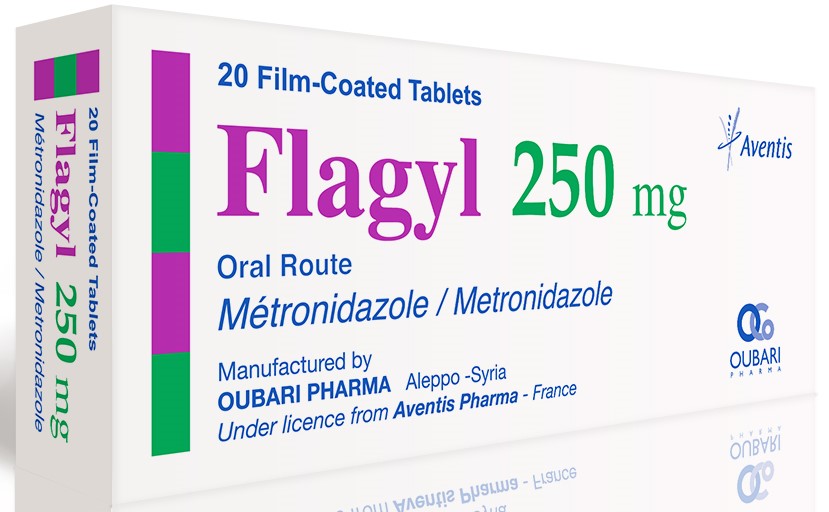 20 Film-Coated Tablets
Flagyl 250 mg
Métronidazole / Metronidazole
20 Film-Coated Tablets
Flagyl 250 mg
Oral Route
Métronidazole / Metronidazole
Manufactured by
OUBARI PHARMA Aleppo -Syria
Under licence from Aventis Pharma - France
Aventis
OUBARI
PHARMA